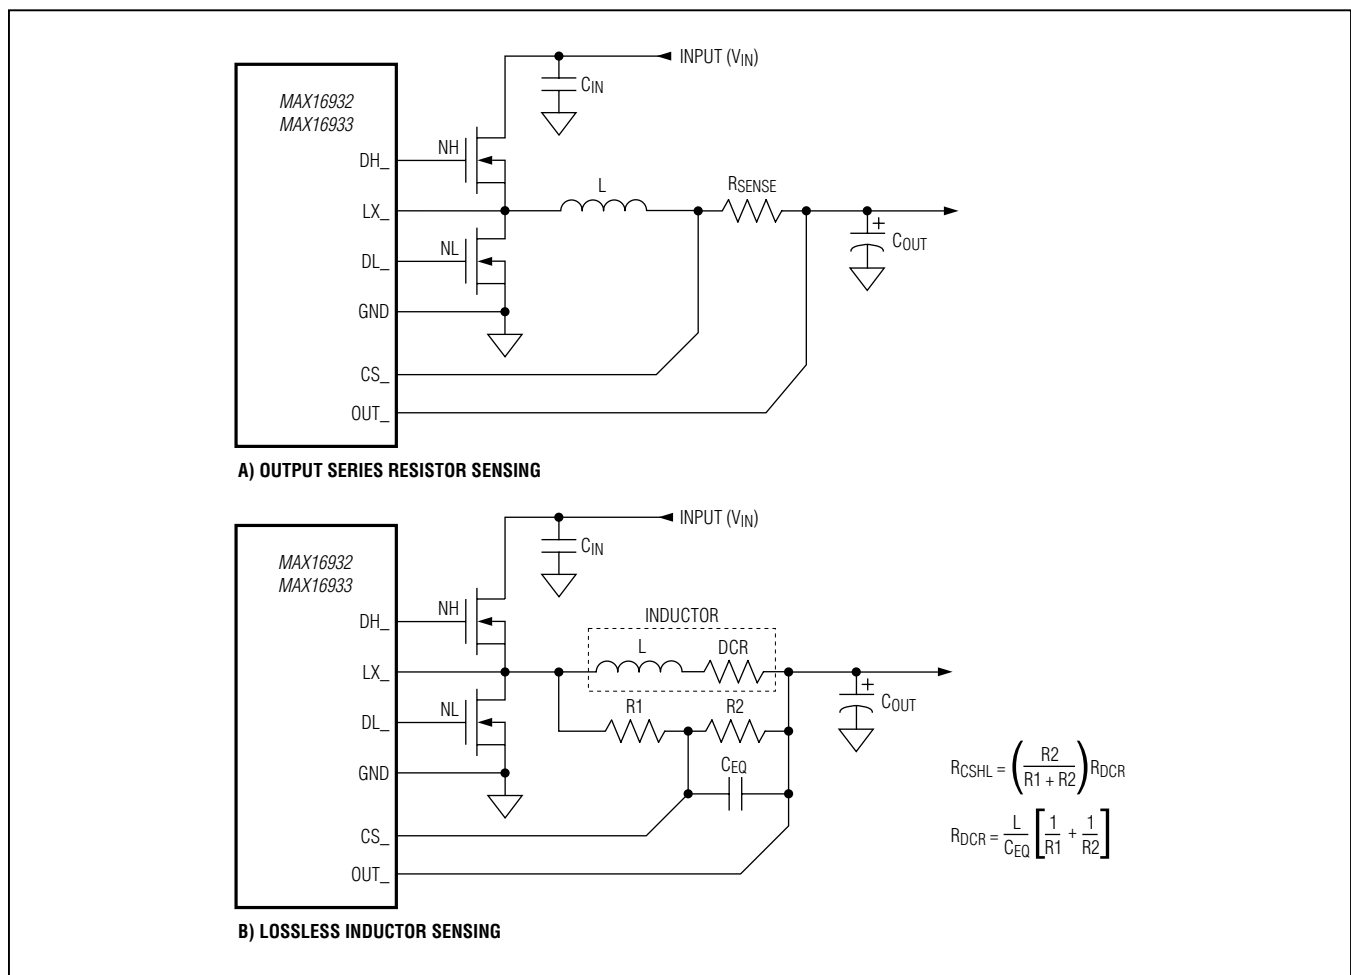 INPUT (VIN)
CIN
MAX16932
MAX16933
NH
DH_
L
RSENSE
LX_
+
COUT
NL
DL_
GND
CS_
OUT_
A) OUTPUT SERIES RESISTOR SENSING
INPUT (VIN)
CIN
MAX16932
MAX16933
NH
DH_
INDUCTOR
L DCR
LX_
+
COUT
NL
DL_
R1 R2
GND
CEQ
CS_
OUT_
RCSHL = (R2 / R1 + R2) RDCR
RDCR = L / CEQ [1 / R1 + 1 / R2]
B) LOSSLESS INDUCTOR SENSING